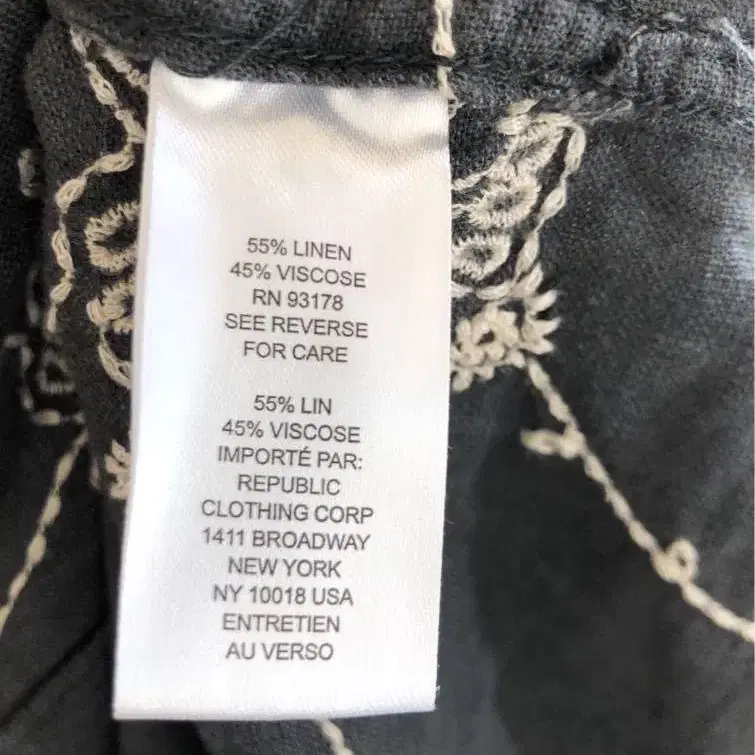 55% LINEN
45% VISCOSE
RN 93178
SEE REVERSE
FOR CARE
55% LIN
45% VISCOSE
IMPORTÉ PAR:
REPUBLIC
CLOTHING CORP
1411 BROADWAY
NEW YORK
NY 10018 USA
ENTRETIEN
AU VERSO